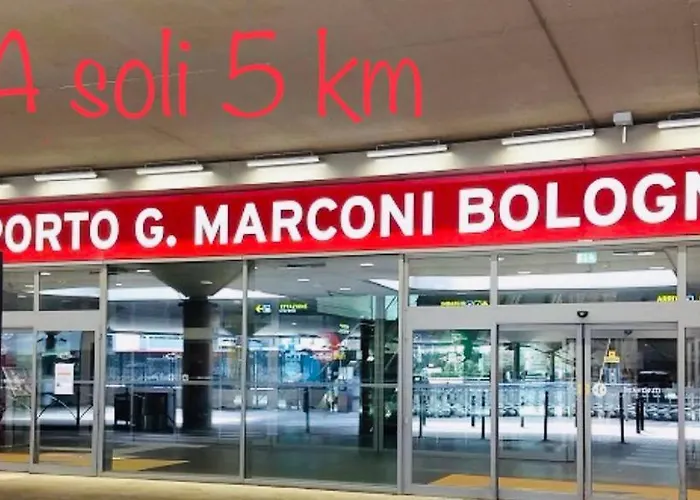 A soli 5 km
PORTO G. MARCONI BOLOGN